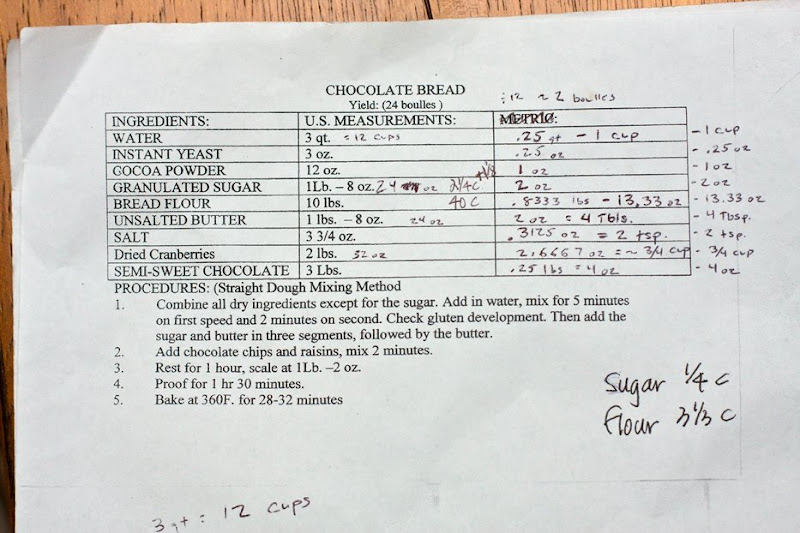 CHOCOLATE BREAD
Yield: (24 boulles ) ÷12 ~ 2 boulles
INGREDIENTS: U.S. MEASUREMENTS: METRIC:
WATER 3 qt. = 12 cups .25 qt – 1 cup – 1 cup
INSTANT YEAST 3 oz. .25 oz – .25 oz
COCOA POWDER 12 oz. 1 oz – 1 oz
GRANULATED SUGAR 1Lb. – 8 oz. 24 oz 2 1/4 C 2 oz – 2 oz
BREAD FLOUR 10 lbs. 40 C .8333 lbs – 13.33 oz – 13.33 oz
UNSALTED BUTTER 1 lbs. – 8 oz. 24 oz 2 oz = 4 Tbls. – 4 Tbsp.
SALT 3 3/4 oz. .3125 oz = 2 tsp. – 2 tsp.
Dried Cranberries 2 lbs. 32 oz 2.6667 oz = ~ 3/4 cup – 3/4 cup
SEMI-SWEET CHOCOLATE 3 Lbs. .25 lbs = 4 oz – 4 oz
PROCEDURES: (Straight Dough Mixing Method
1. Combine all dry ingredients except for the sugar. Add in water, mix for 5 minutes
on first speed and 2 minutes on second. Check gluten development. Then add the
sugar and butter in three segments, followed by the butter.
2. Add chocolate chips and raisins, mix 2 minutes.
3. Rest for 1 hour, scale at 1Lb. –2 oz.
4. Proof for 1 hr 30 minutes.
5. Bake at 360F. for 28-32 minutes
Sugar 1/4 C
Flour 3 1/3 C
3 qt = 12 cups